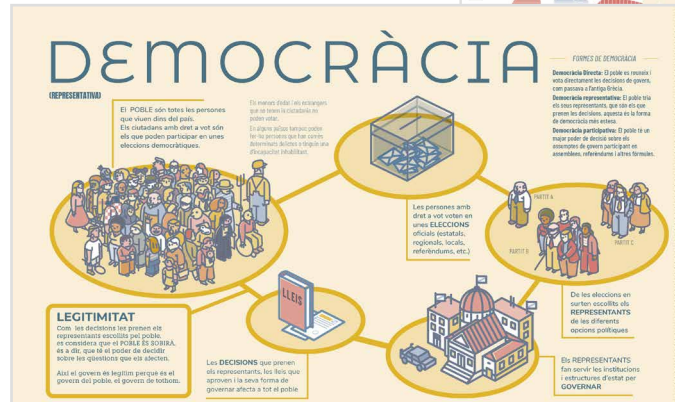 DEMOCRÀCIA
(REPRESENTATIVA)
El POBLE són totes les persones
que viuen dins del país.
Els ciutadans amb dret a vot són
els que poden participar en unes
eleccions democràtiques.
Els menors d'edat i els estrangers
que no tenen la ciutadania no
poden votar.
En alguns països tampoc poden
fer-ho persones que han comès
determinats delictes o tinguin una
d'incapacitat inhabilitant.
FORMES DE DEMOCRÀCIA
Democràcia Directa: El poble es reuneix i
vota directament les decisions de govern,
com passava a l'antiga Grècia.
Democràcia representativa: El poble tria
els seus representants, que són els que
prenen les decisions, aquesta és la forma
de democràcia més estesa.
Democràcia participativa: El poble té un
major poder de decisió sobre els
assumptes de govern participant en
assemblees, referèndums i altres fórmules.
Les persones amb
dret a vot voten en
unes ELECCIONS
oficials (estatals,
regionals, locals,
referèndums, etc.)
PARTIT A
PARTIT B
PARTIT C
De les eleccions en
surten escollits els
REPRESENTANTS
de les diferents
opcions polítiques
Els REPRESENTANTS
fan servir les institucions
i estructures d'estat per
GOVERNAR
LLEIS
Les DECISIONS que prenen
els representants, les lleis que
aproven i la seva forma de
governar afecta a tot el poble
LEGITIMITAT
Com les decisions les prenen els
representants escollits pel poble,
es considera que el POBLE ÉS SOBIRÀ,
és a dir, que té el poder de decidir
sobre les qüestions que els afecten.
Així el govern és legítim perquè és el
govern del poble, el govern de tothom.